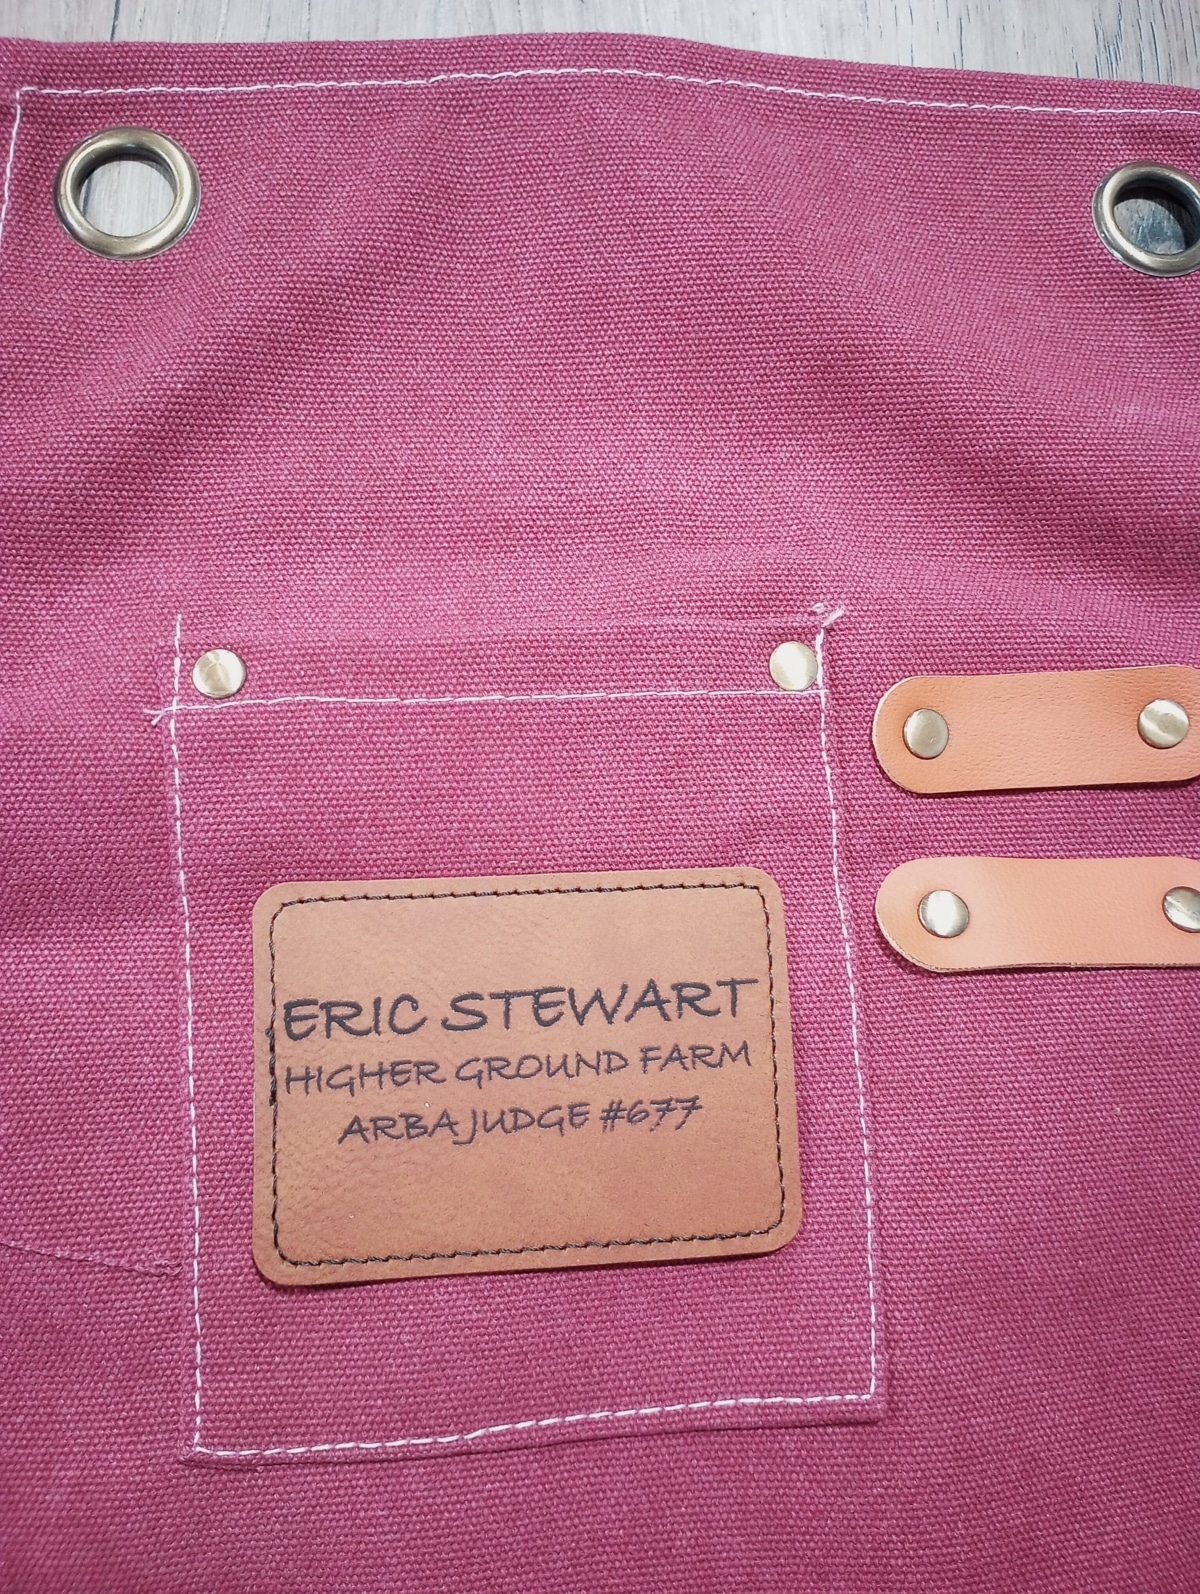 ERIC STEWART
HIGHER GROUND FARM
ARBA JUDGE #677